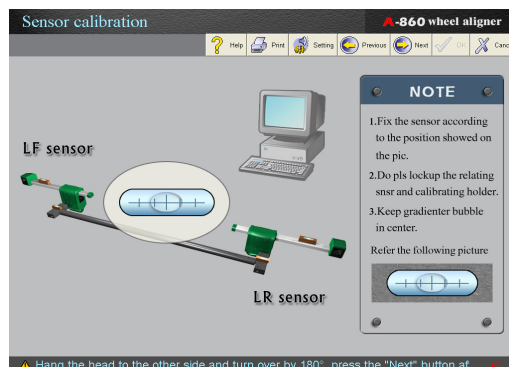 Sensor calibration
A-860 wheel aligner
Help Print Setting Previous Next OK Canc
NOTE
1.Fix the sensor according
to the position showed on
the pic.
2.Do pls lockup the relating
snsr and calibrating holder.
3.Keep gradienter bubble
in center.
Refer the following picture
LF sensor
LR sensor
Hang the head to the other side and turn over by 180°, press the "Next" button af